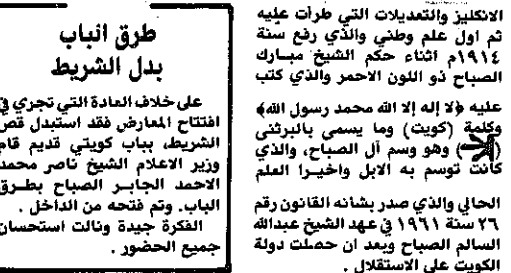 الانكليز والتعديلات التي طرأت عليه
ثم اول علم وطني والذي رفع سنة
١٩١٤م اثناء حكم الشيخ مبارك
الصباح ذو اللون الاحمر والذي كتب
عليه ﴿لا إله إلا الله محمد رسول الله﴾
وكلمة (كويت) وما يسمى بالبرثنى
( ) وهو وسم آل الصباح، والذي
كانت توسم به الابل واخيرا العلم
الحالي والذي صدر بشأنه القانون رقم
٢٦ سنة ١٩٦١ في عهد الشيخ عبدالله
السالم الصباح وبعد ان حصلت دولة
الكويت على الاستقلال .
طرق انباب
بدل الشريط
على خلاف العادة التي تجري في
افتتاح المعارض فقد استبدل قص
الشريط، بباب كويتي قديم قام
وزير الاعلام الشيخ ناصر محمد
الاحمد الجابر الصباح بطرق
الباب. وتم فتحه من الداخل .
الفكرة جيدة ونالت استحسان
جميع الحضور .